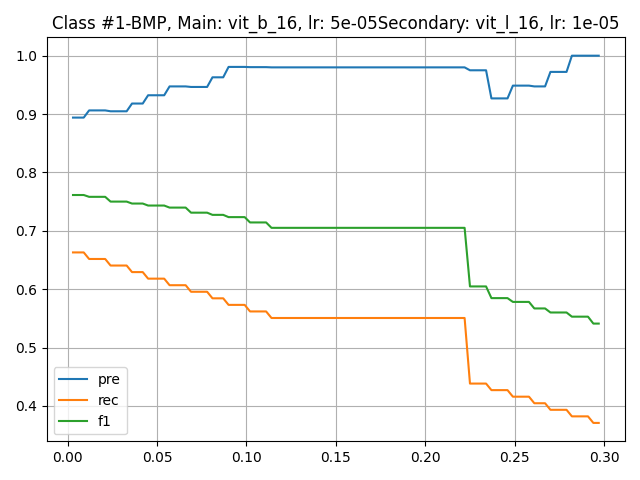 Class #1-BMP, Main: vit_b_16, lr: 5e-05Secondary: vit_l_16, lr: 1e-05
1.0
0.9
0.8
0.7
0.6
0.5
0.4
pre
rec
f1
0.00 0.05 0.10 0.15 0.20 0.25 0.30